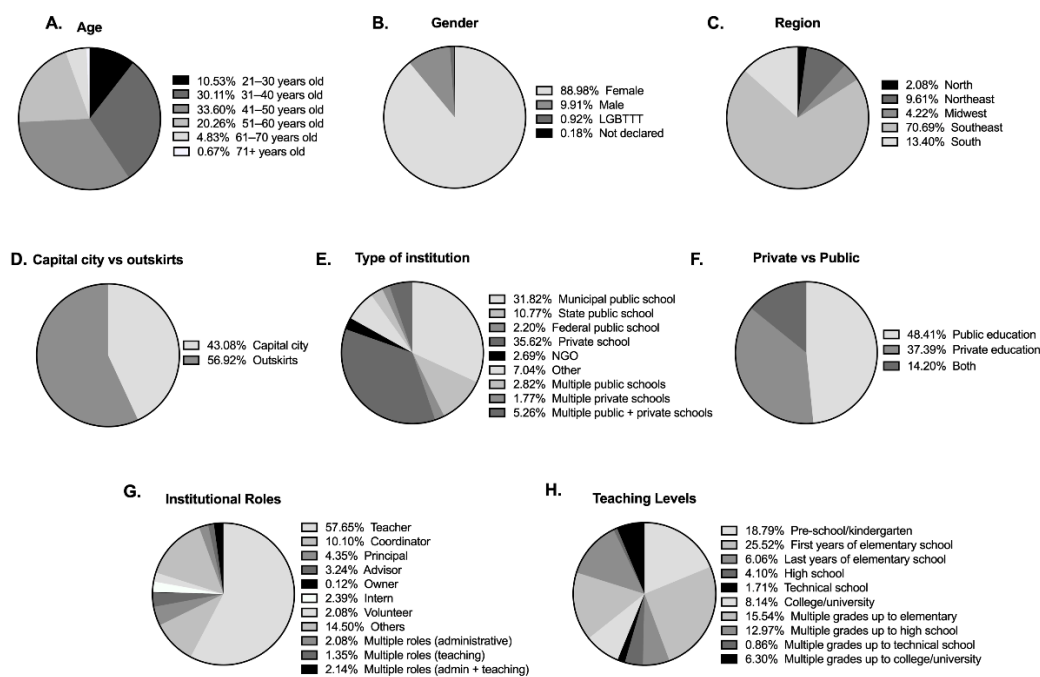 A. Age
10.53% 21–30 years old
30.11% 31–40 years old
33.60% 41–50 years old
20.26% 51–60 years old
4.83% 61–70 years old
0.67% 71+ years old
B. Gender
88.98% Female
9.91% Male
0.92% LGBTTT
0.18% Not declared
C. Region
2.08% North
9.61% Northeast
4.22% Midwest
70.69% Southeast
13.40% South
D. Capital city vs outskirts
43.08% Capital city
56.92% Outskirts
E. Type of institution
31.82% Municipal public school
10.77% State public school
2.20% Federal public school
35.62% Private school
2.69% NGO
7.04% Other
2.82% Multiple public schools
1.77% Multiple private schools
5.26% Multiple public + private schools
F. Private vs Public
48.41% Public education
37.39% Private education
14.20% Both
G. Institutional Roles
57.65% Teacher
10.10% Coordinator
4.35% Principal
3.24% Advisor
0.12% Owner
2.39% Intern
2.08% Volunteer
14.50% Others
2.08% Multiple roles (administrative)
1.35% Multiple roles (teaching)
2.14% Multiple roles (admin + teaching)
H. Teaching Levels
18.79% Pre-school/kindergarten
25.52% First years of elementary school
6.06% Last years of elementary school
4.10% High school
1.71% Technical school
8.14% College/university
15.54% Multiple grades up to elementary
12.97% Multiple grades up to high school
0.86% Multiple grades up to technical school
6.30% Multiple grades up to college/university